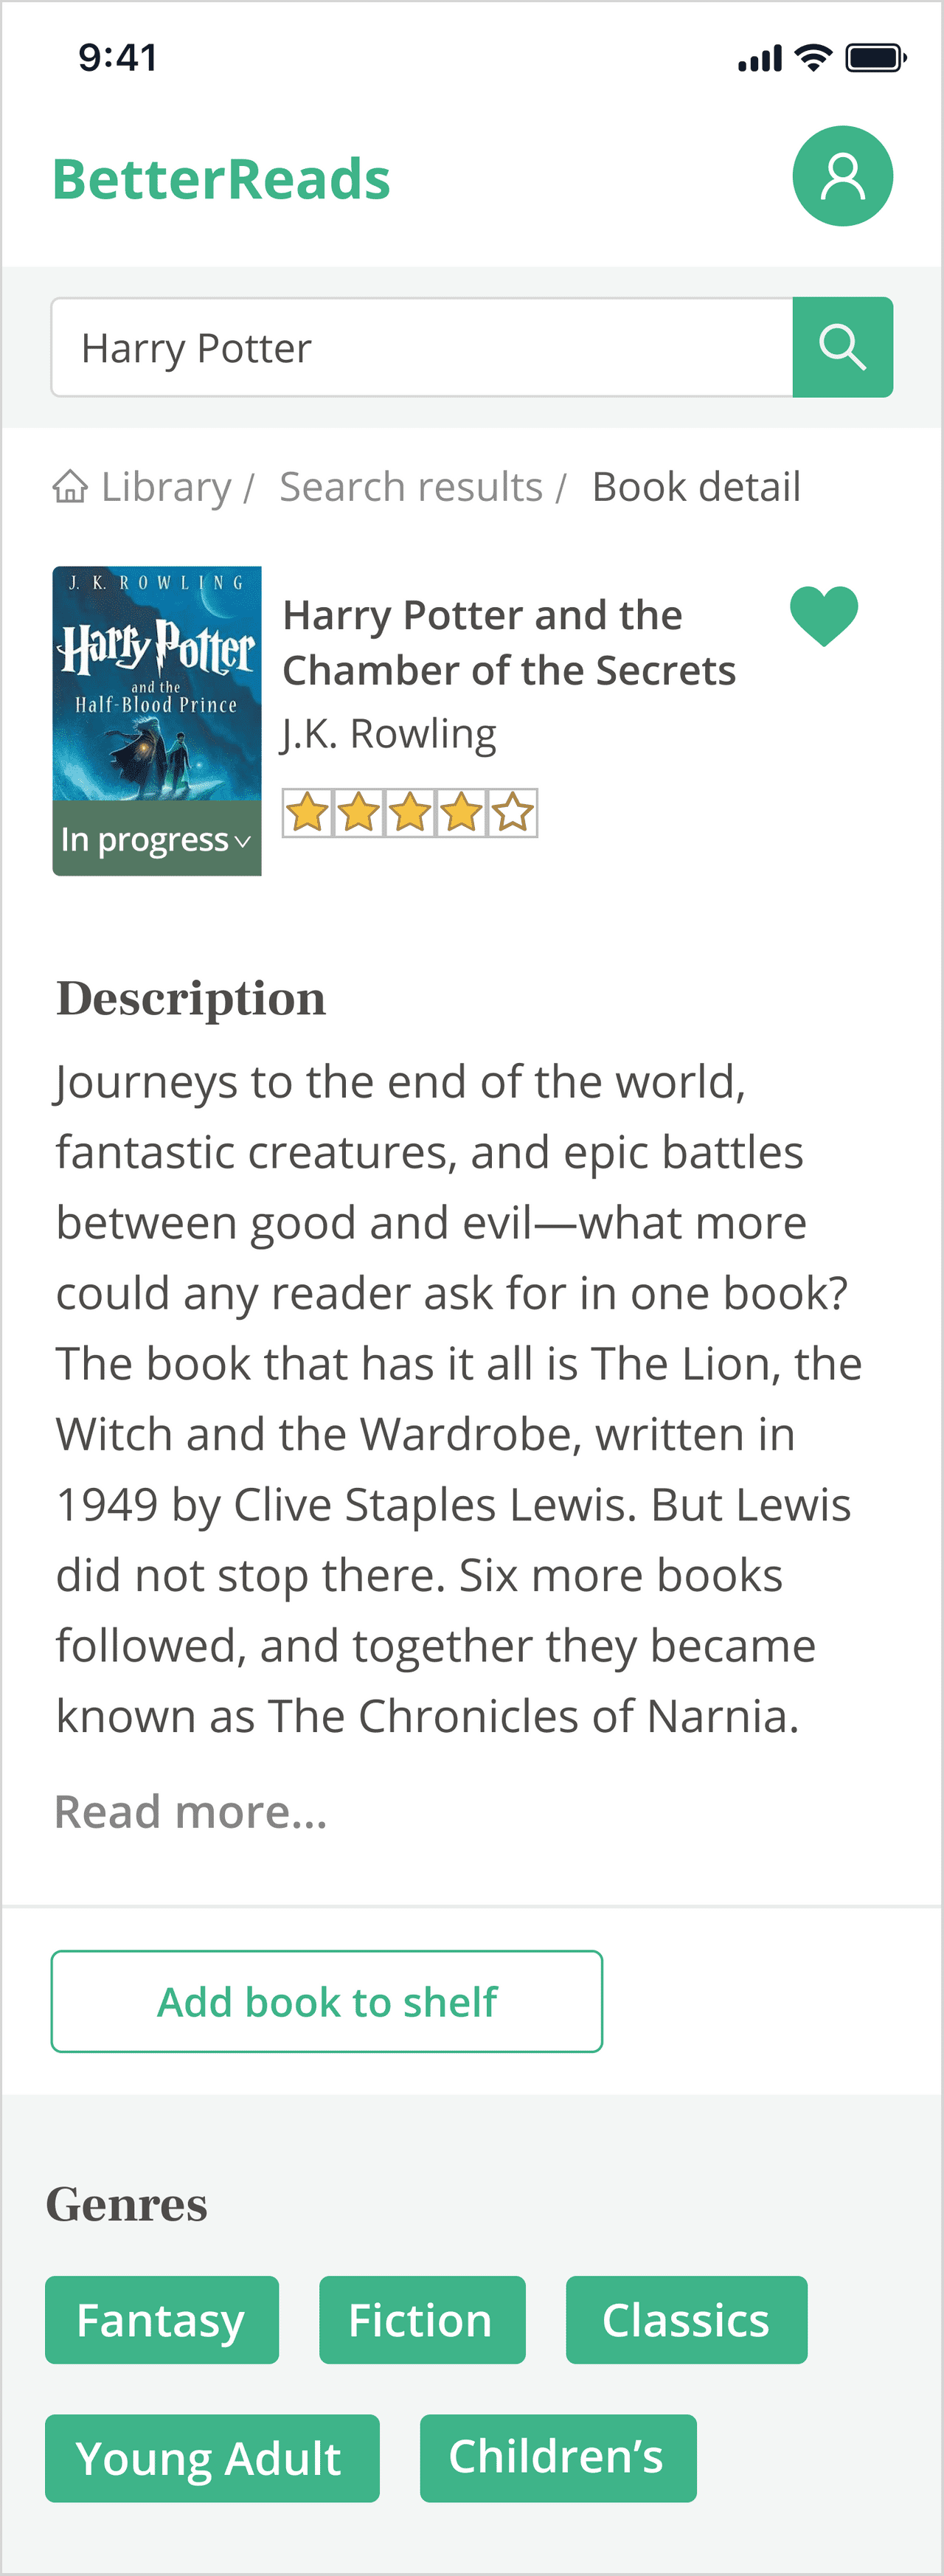 9:41
BetterReads
Harry Potter
Library / Search results / Book detail
J. K. ROWLING
Harry Potter
and the
Half-Blood Prince
In progress
Harry Potter and the
Chamber of the Secrets
J.K. Rowling
Description
Journeys to the end of the world,
fantastic creatures, and epic battles
between good and evil—what more
could any reader ask for in one book?
The book that has it all is The Lion, the
Witch and the Wardrobe, written in
1949 by Clive Staples Lewis. But Lewis
did not stop there. Six more books
followed, and together they became
known as The Chronicles of Narnia.
Read more...
Add book to shelf
Genres
Fantasy Fiction Classics
Young Adult Children’s